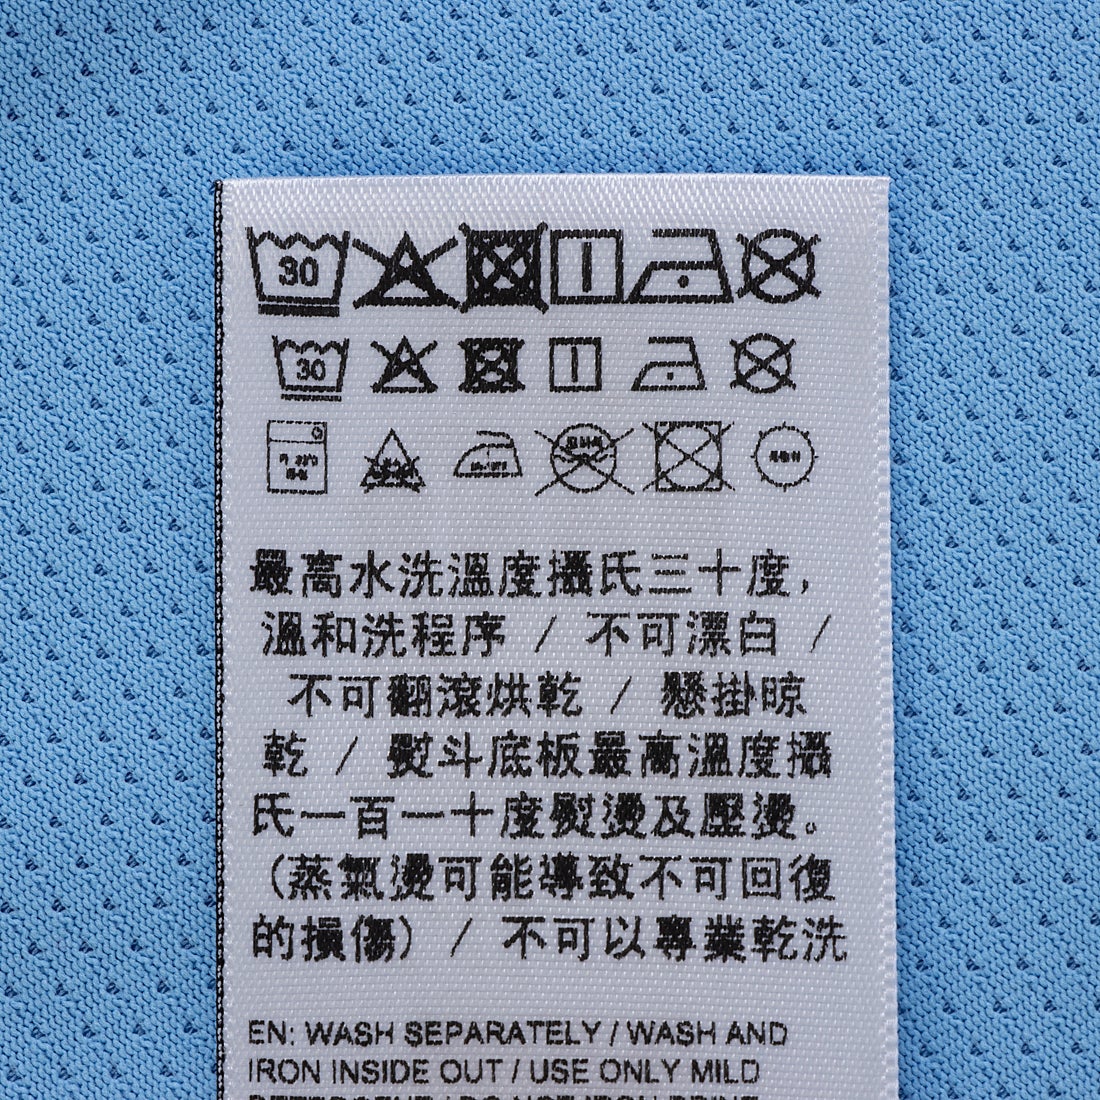 30
30
最高水洗溫度攝氏三十度，
溫和洗程序 / 不可漂白 /
不可翻滾烘乾 / 懸掛晾
乾 / 熨斗底板最高溫度攝
氏一百一十度熨燙及壓燙。
(蒸氣燙可能導致不可回復
的損傷) / 不可以專業乾洗
EN: WASH SEPARATELY / WASH AND
IRON INSIDE OUT / USE ONLY MILD